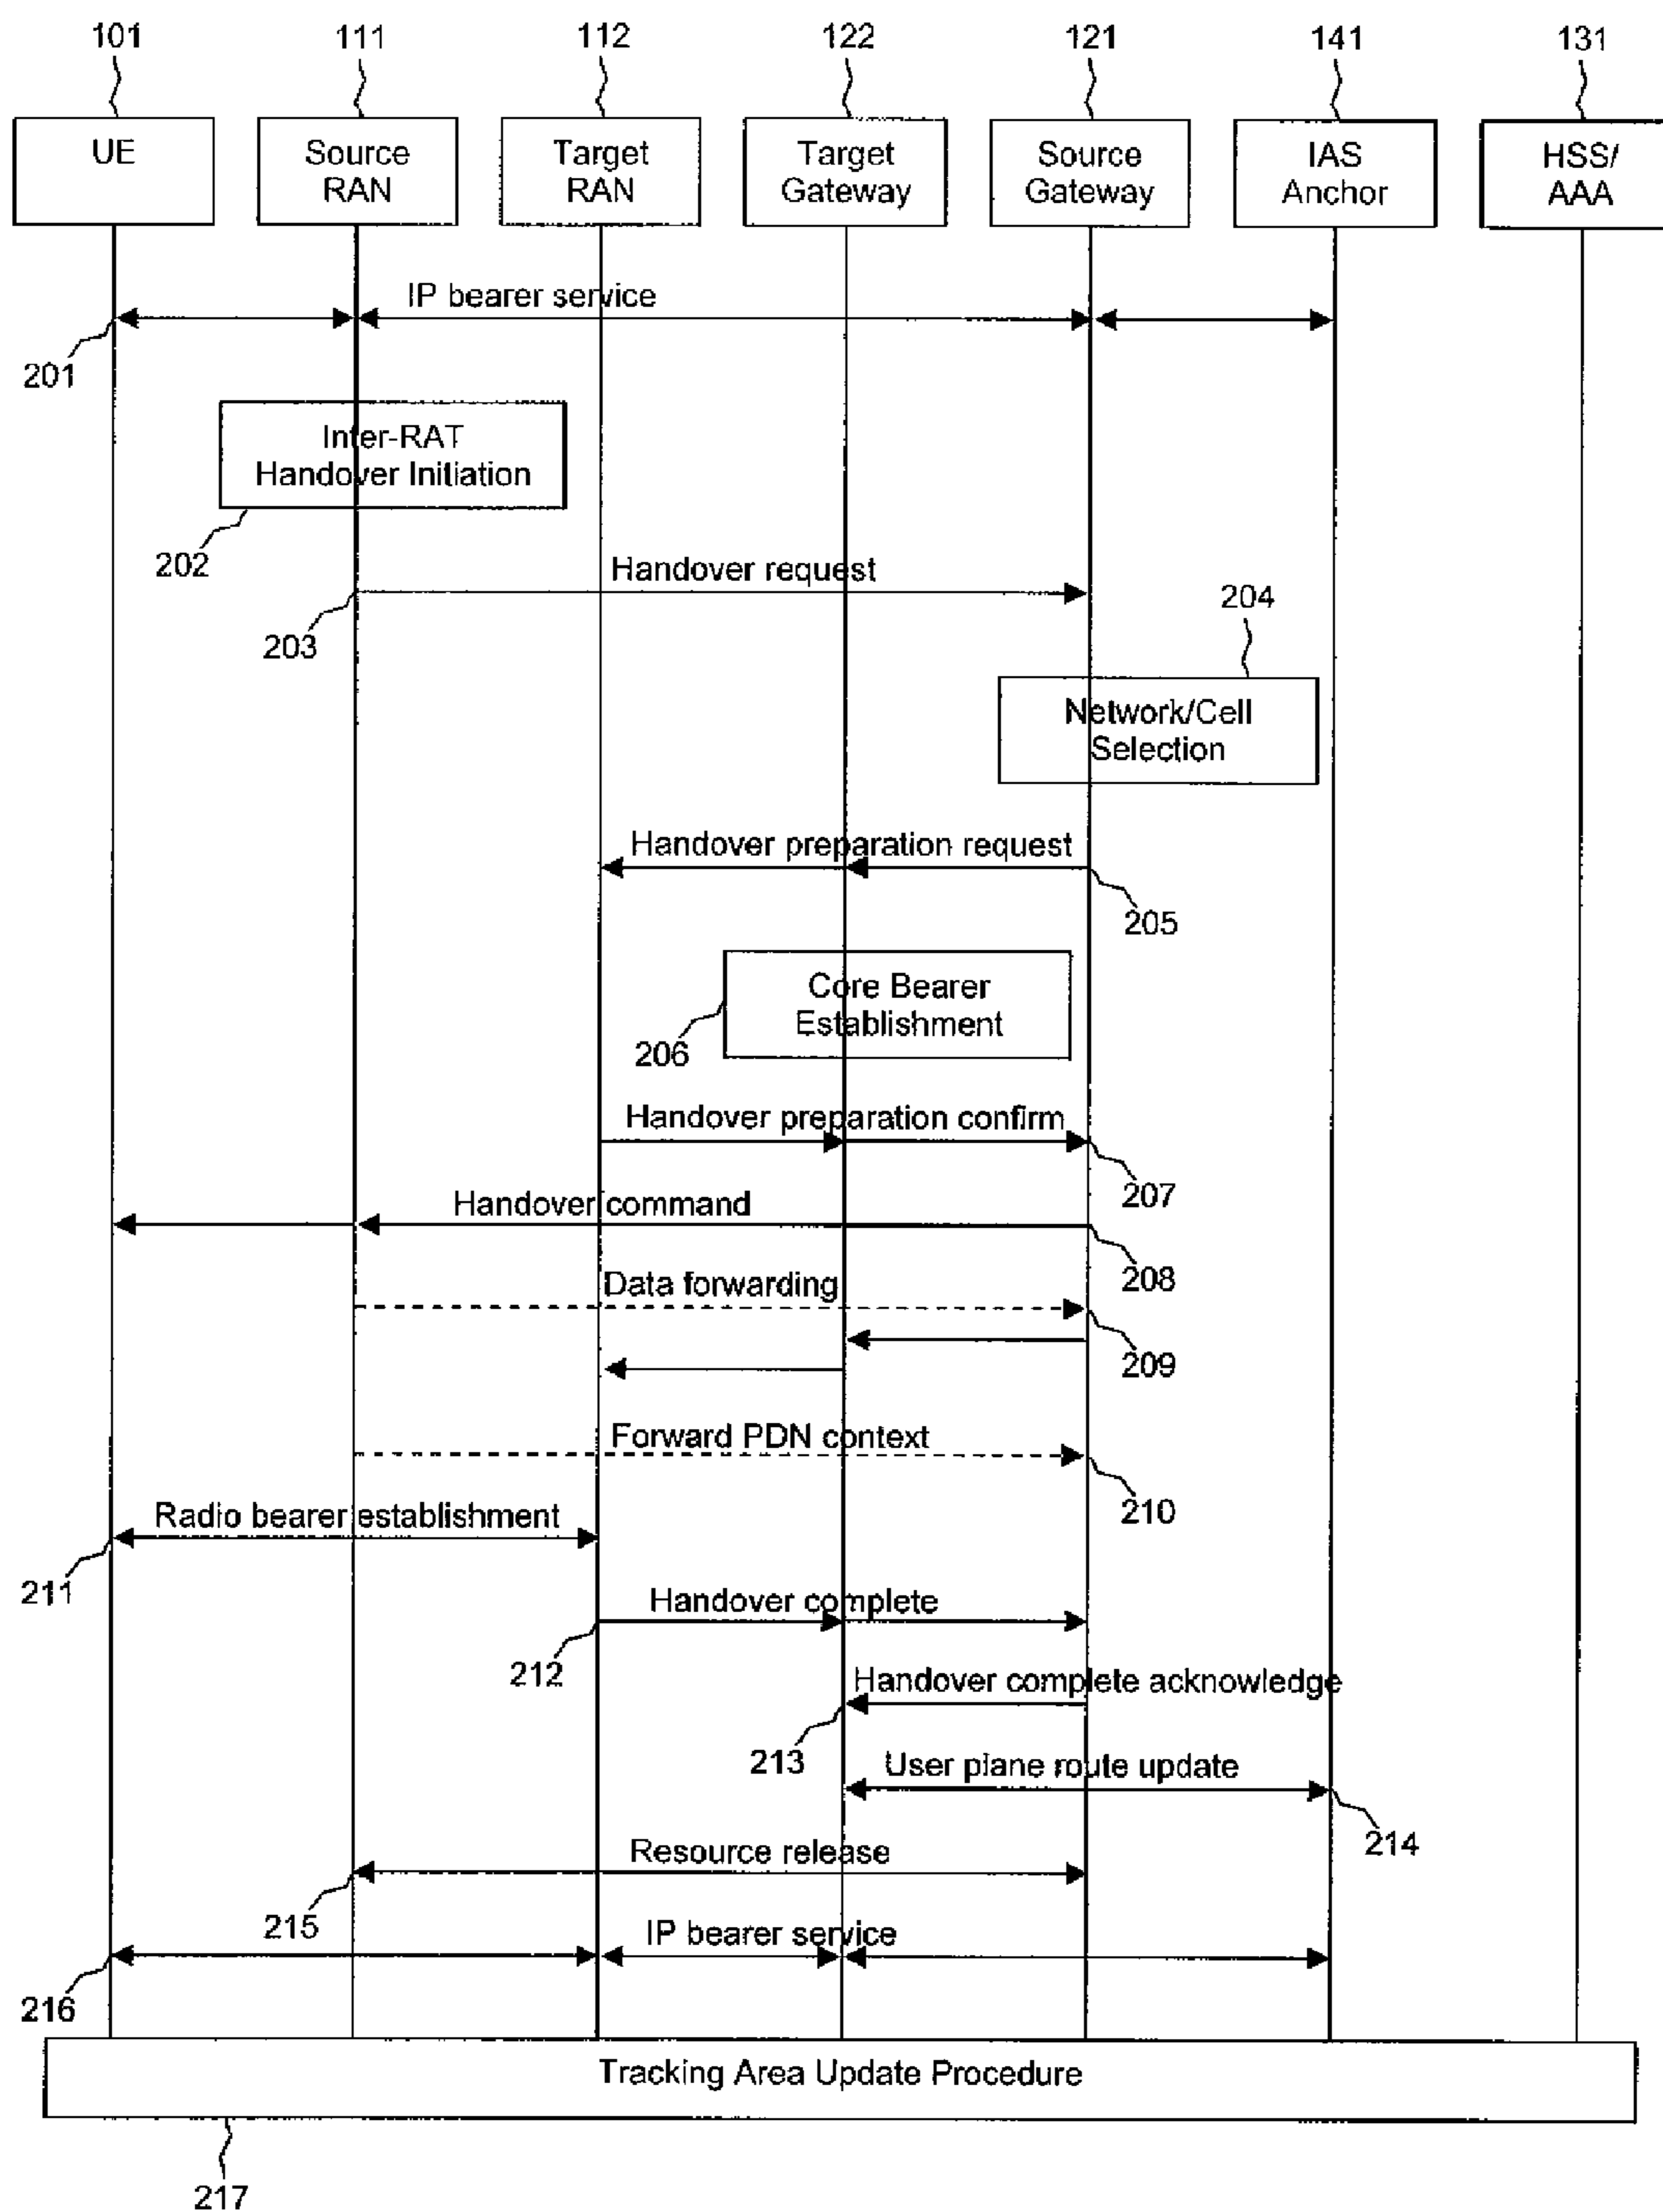 101
111
112
122
121
141
131
UE
Source
RAN
Target
RAN
Target
Gateway
Source
Gateway
IAS
Anchor
HSS/
AAA
IP bearer service
201
Inter-RAT
Handover Initiation
202
Handover request
203
204
Network/Cell
Selection
Handover preparation request
205
Core Bearer
Establishment
206
Handover preparation confirm
207
Handover command
208
Data forwarding
209
Forward PDN context
210
Radio bearer establishment
211
Handover complete
212
Handover complete acknowledge
213
User plane route update
214
Resource release
215
IP bearer service
216
Tracking Area Update Procedure
217